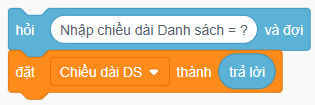 hỏi Nhập chiều dài Danh sách = ? và đợi
đặt Chiều dài DS thành trả lời